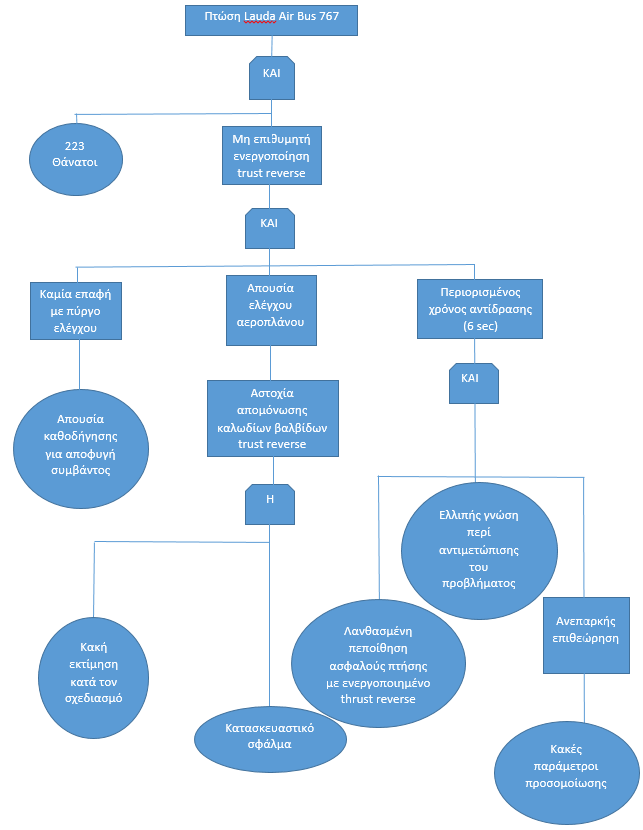 Πτώση Lauda Air Bus 767
ΚΑΙ
223
Θάνατοι
Μη επιθυμητή
ενεργοποίηση
trust reverse
ΚΑΙ
Καμία επαφή
με πύργο
ελέγχου
Απουσία
ελέγχου
αεροπλάνου
Περιορισμένος
χρόνος αντίδρασης
(6 sec)
ΚΑΙ
Απουσία
καθοδήγησης
για αποφυγή
συμβάντος
Αστοχία
απομόνωσης
καλωδίων βαλβίδων
trust reverse
Η
Ελλιπής γνώση
περί
αντιμετώπισης
του
προβλήματος
Λανθασμένη
πεποίθηση
ασφαλούς πτήσης
με ενεργοποιημένο
thrust reverse
Ανεπαρκής
επιθεώρηση
Κακή
εκτίμηση
κατά τον
σχεδιασμό
Κατασκευαστικό
σφάλμα
Κακές
παράμετροι
προσομοίωσης